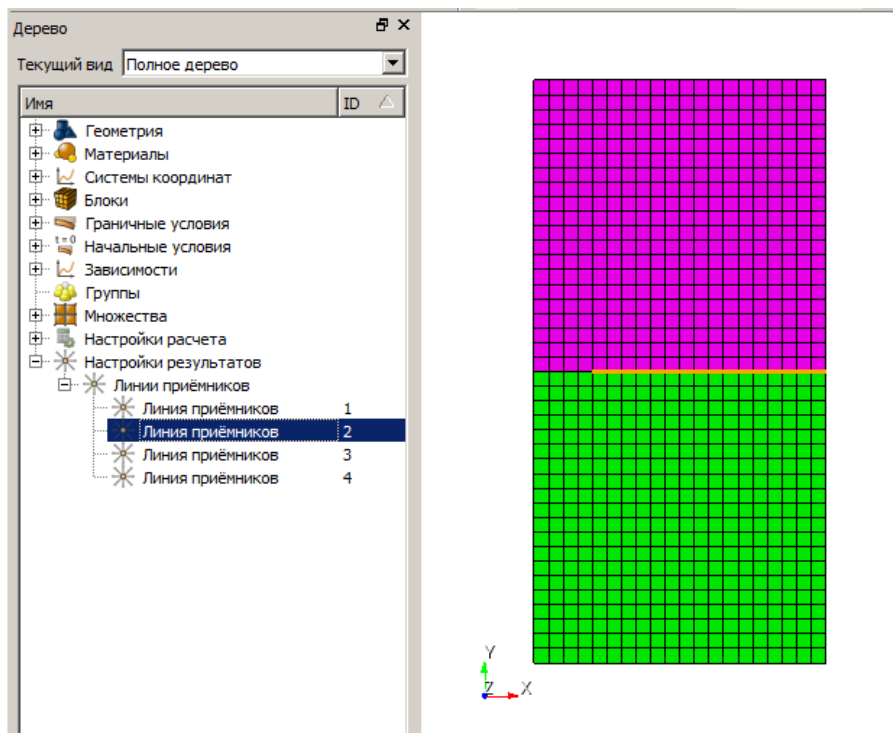 Дерево
Текущий вид Полное дерево
Имя ID
Геометрия
Материалы
Системы координат
Блоки
Граничные условия
t=0 Начальные условия
Зависимости
Группы
Множества
Настройки расчета
Настройки результатов
Линии приёмников
Линия приёмников 1
Линия приёмников 2
Линия приёмников 3
Линия приёмников 4
Y
Z X